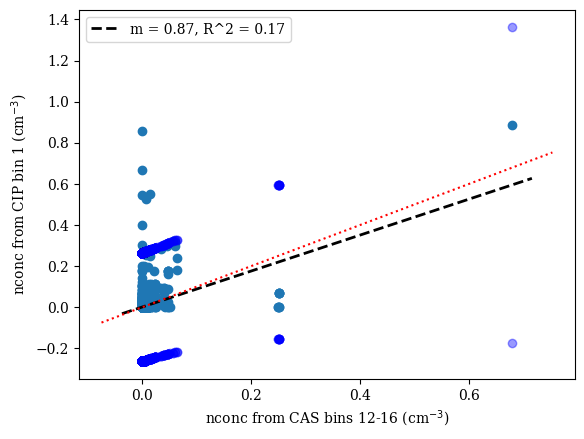 m = 0.87, R^2 = 0.17
1.4
1.2
1.0
0.8
0.6
0.4
0.2
0.0
−0.2
nconc from CIP bin 1 (cm⁻³)
0.0 0.2 0.4 0.6
nconc from CAS bins 12-16 (cm⁻³)